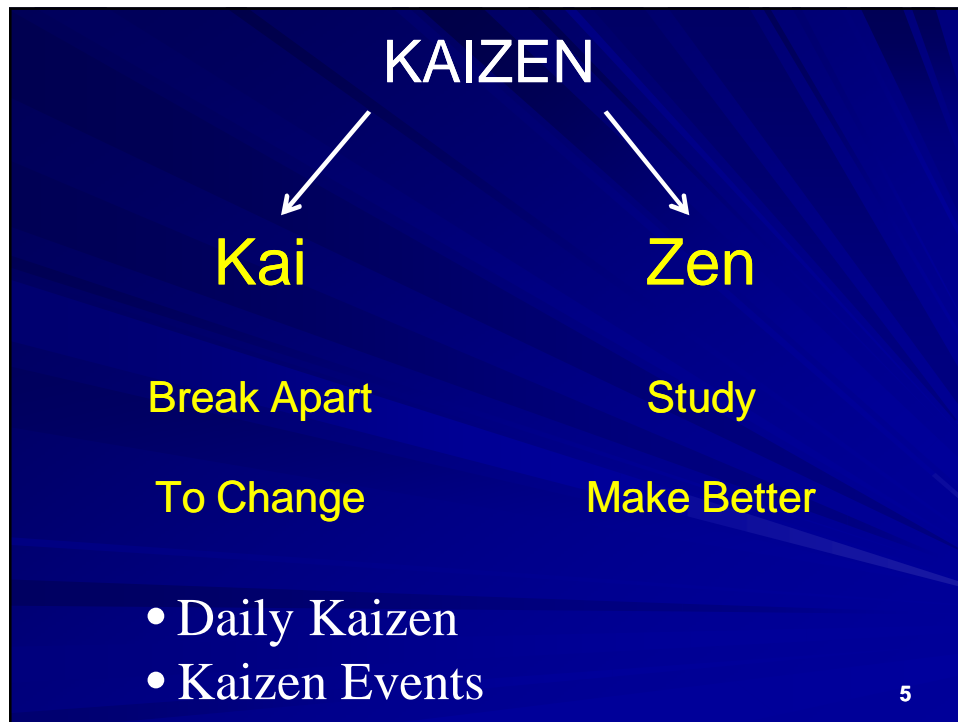 KAIZEN
Kai Zen
Break Apart Study
To Change Make Better
• Daily Kaizen
• Kaizen Events
5